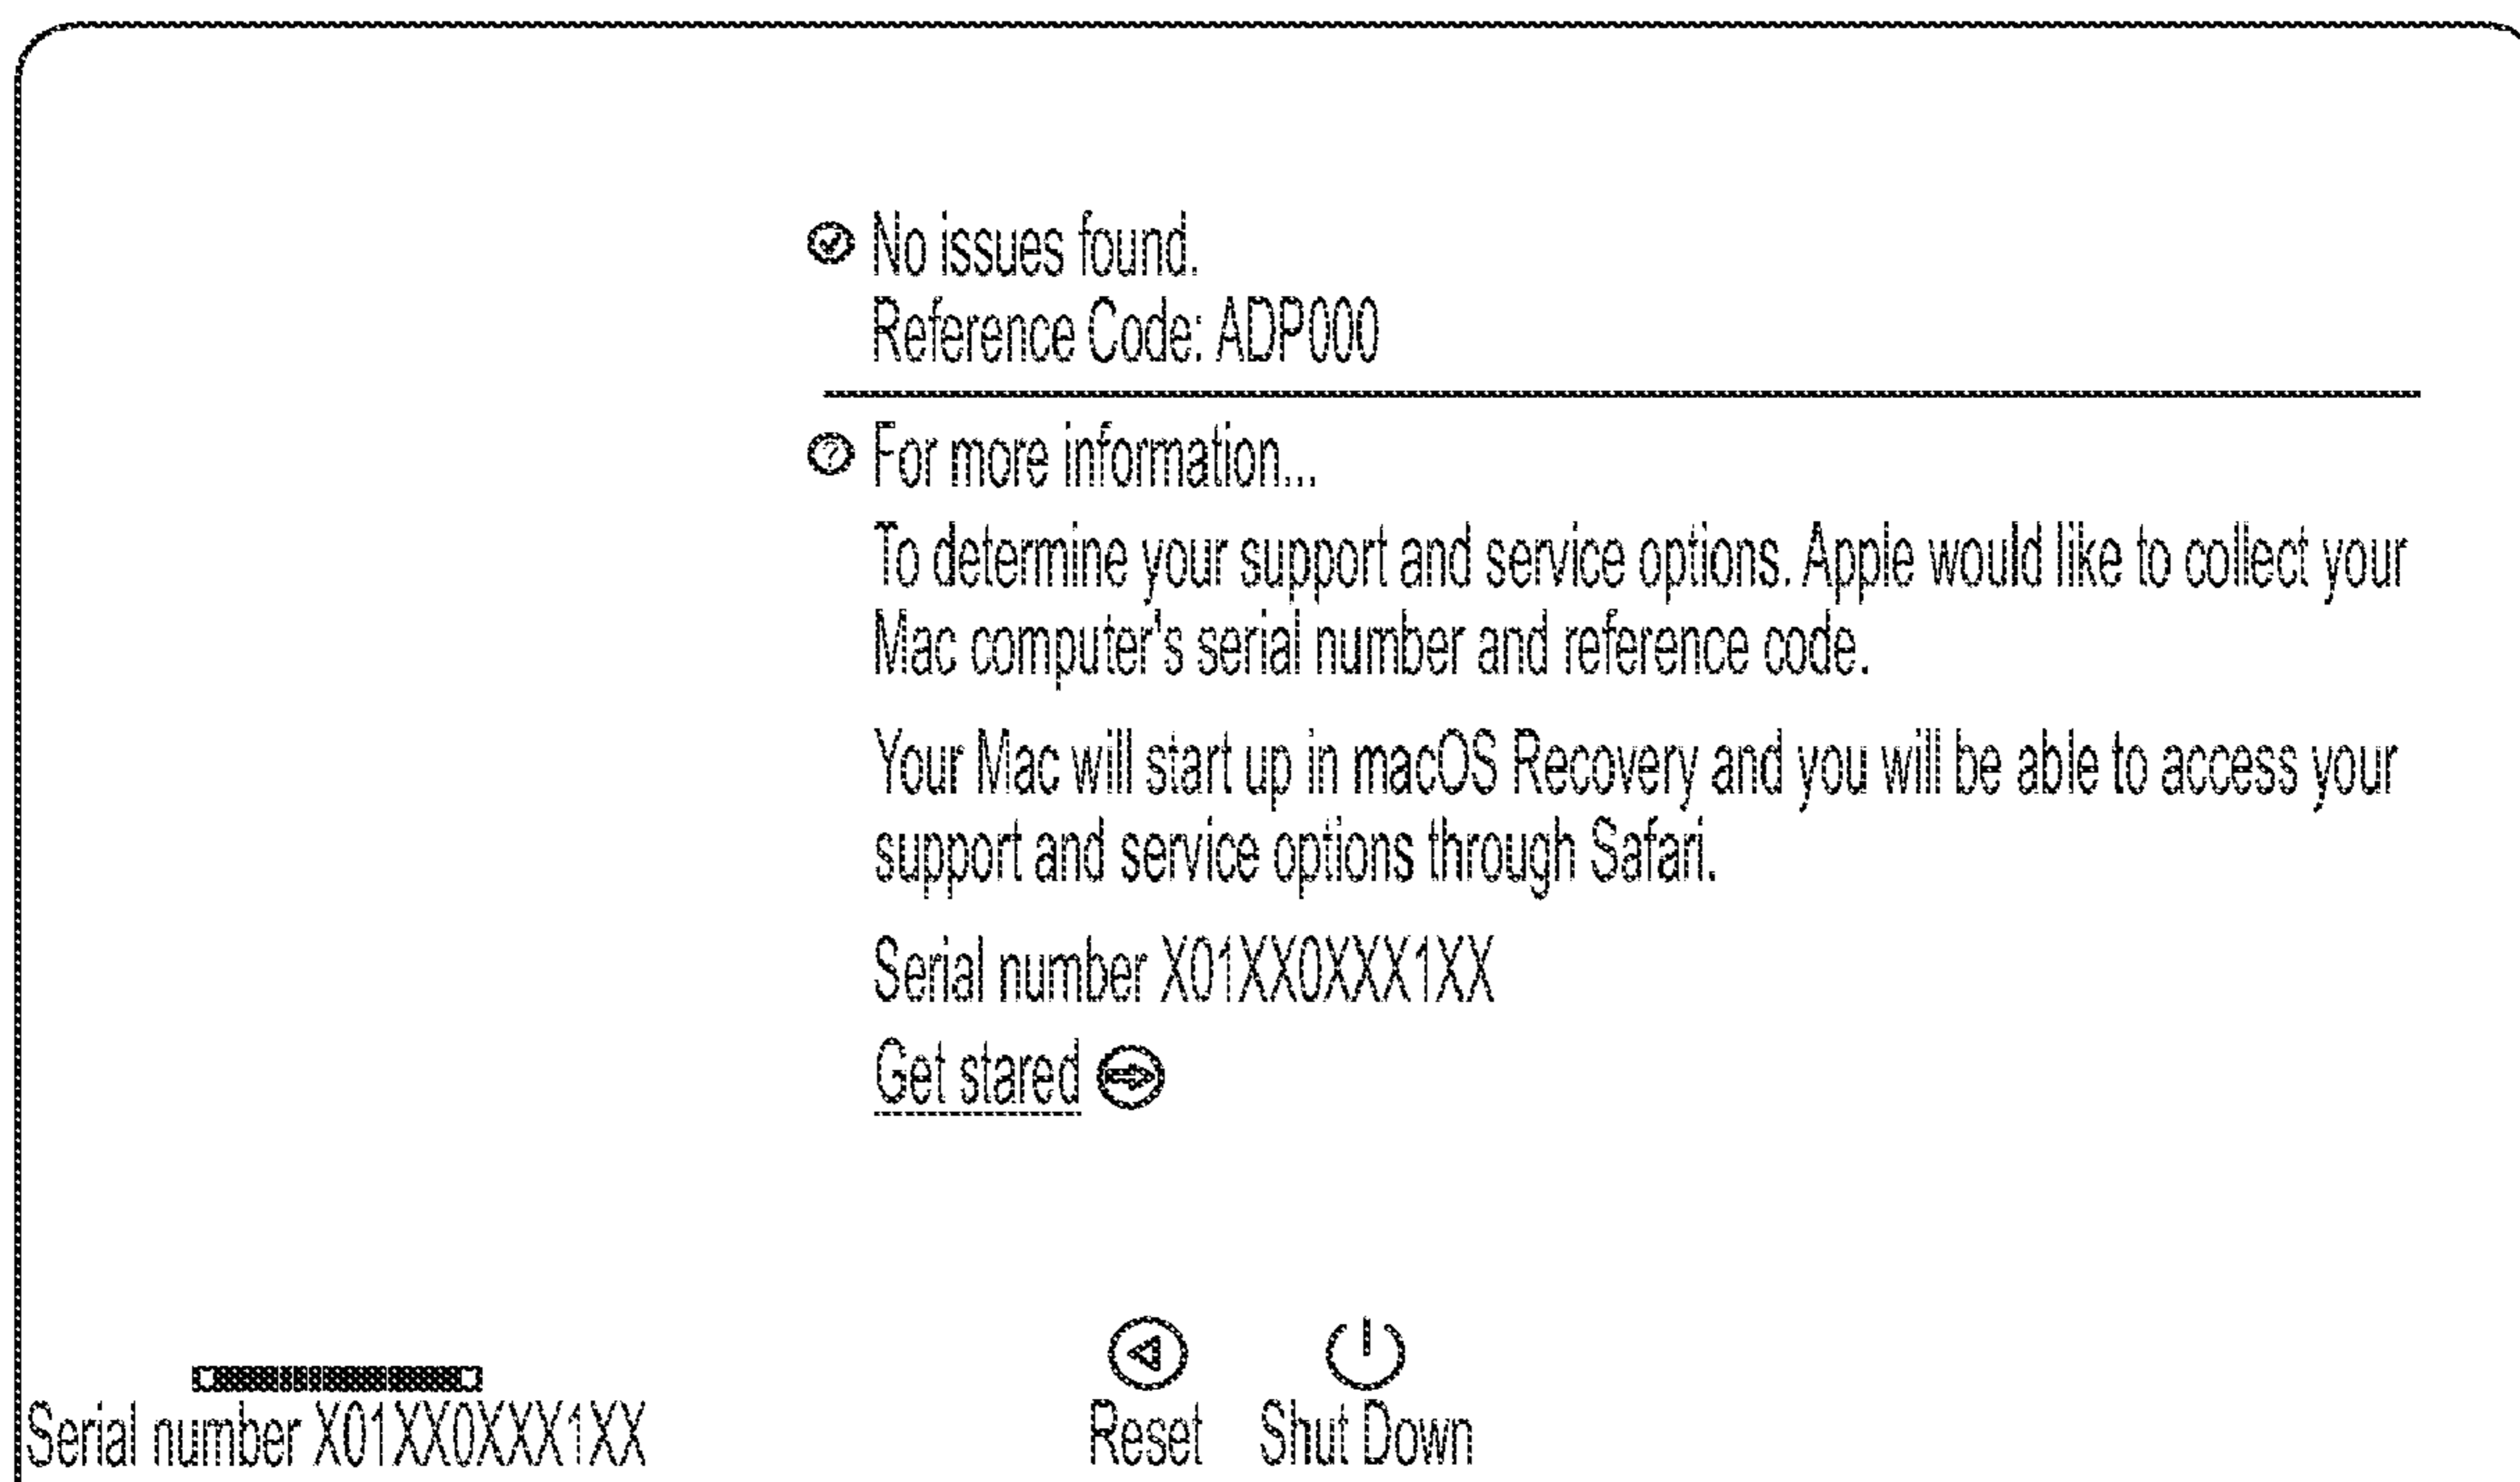 No issues found.
Reference Code: ADP000
For more information...
To determine your support and service options. Apple would like to collect your
Mac computer's serial number and reference code.
Your Mac will start up in macOS Recovery and you will be able to access your
support and service options through Safari.
Serial number X01XX0XXX1XX
Get stared
Serial number X01XX0XXX1XX
Reset
Shut Down